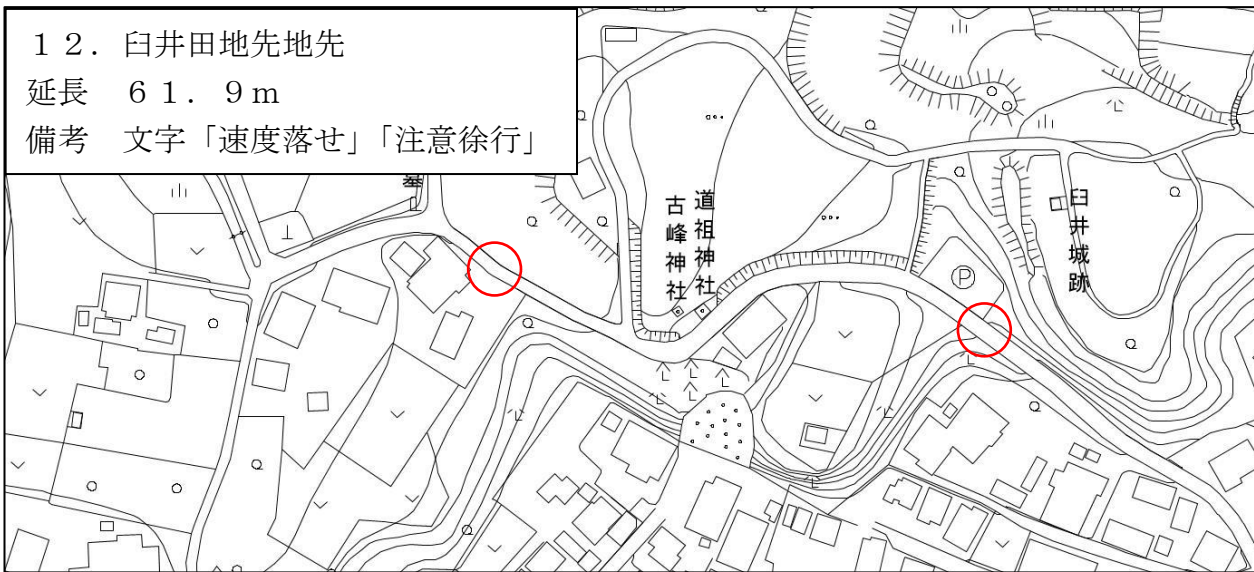 １２．臼井田地先地先
延長　６１．９ｍ
備考　文字「速度落せ」「注意徐行」
墓
道祖神社
古峰神社
臼井城跡
P